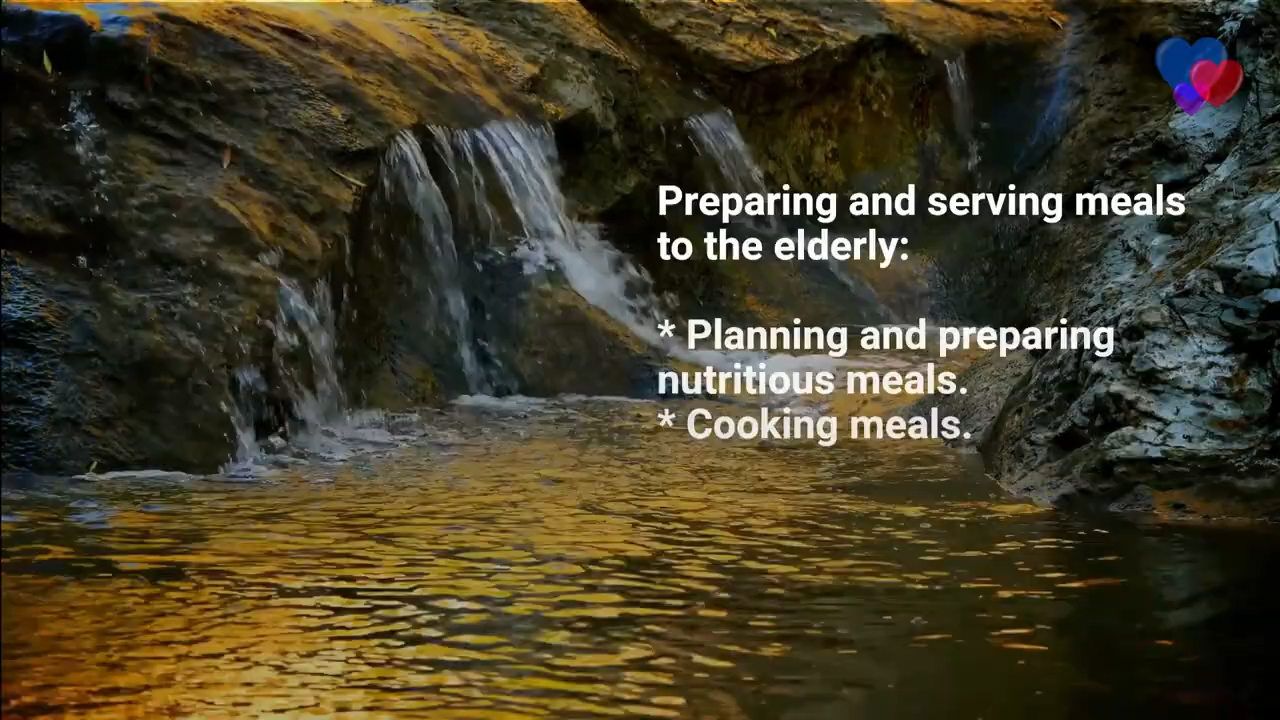 Preparing and serving meals
to the elderly:
* Planning and preparing
nutritious meals.
* Cooking meals.